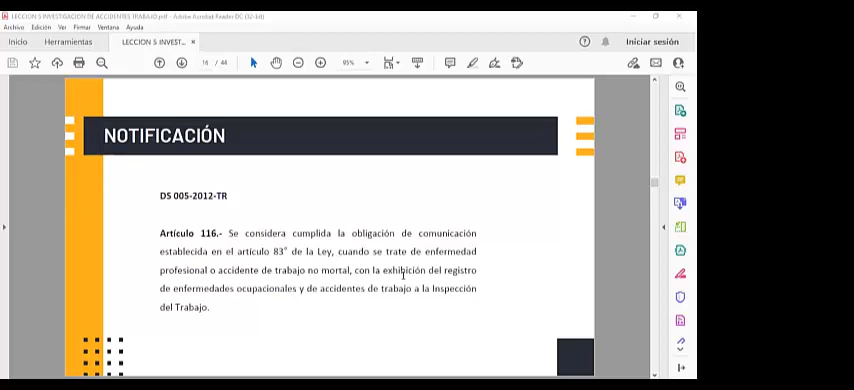 LECCION 5 INVESTIGACION DE ACCIDENTES TRABAJO.pdf - Adobe Acrobat Reader DC (32-bit)
Archivo Edición Ver Firmar Ventana Ayuda
Inicio Herramientas LECCION 5 INVEST... × Iniciar sesión
16 / 44 95%
NOTIFICACIÓN
DS 005-2012-TR
Artículo 116.- Se considera cumplida la obligación de comunicación
establecida en el artículo 83° de la Ley, cuando se trate de enfermedad
profesional o accidente de trabajo no mortal, con la exhibición del registro
de enfermedades ocupacionales y de accidentes de trabajo a la Inspección
del Trabajo.